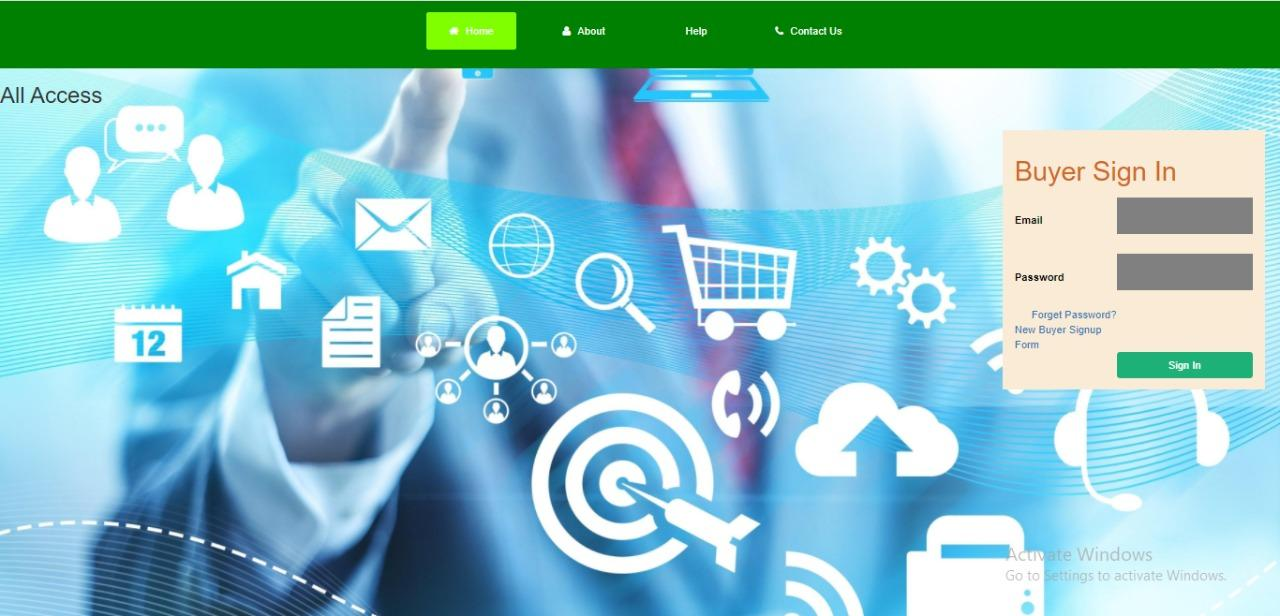 Home
About
Help
Contact Us
All Access
Buyer Sign In
Email
Password
Forget Password?
New Buyer Signup
Form
Sign In
12
Activate Windows
Go to Settings to activate Windows.